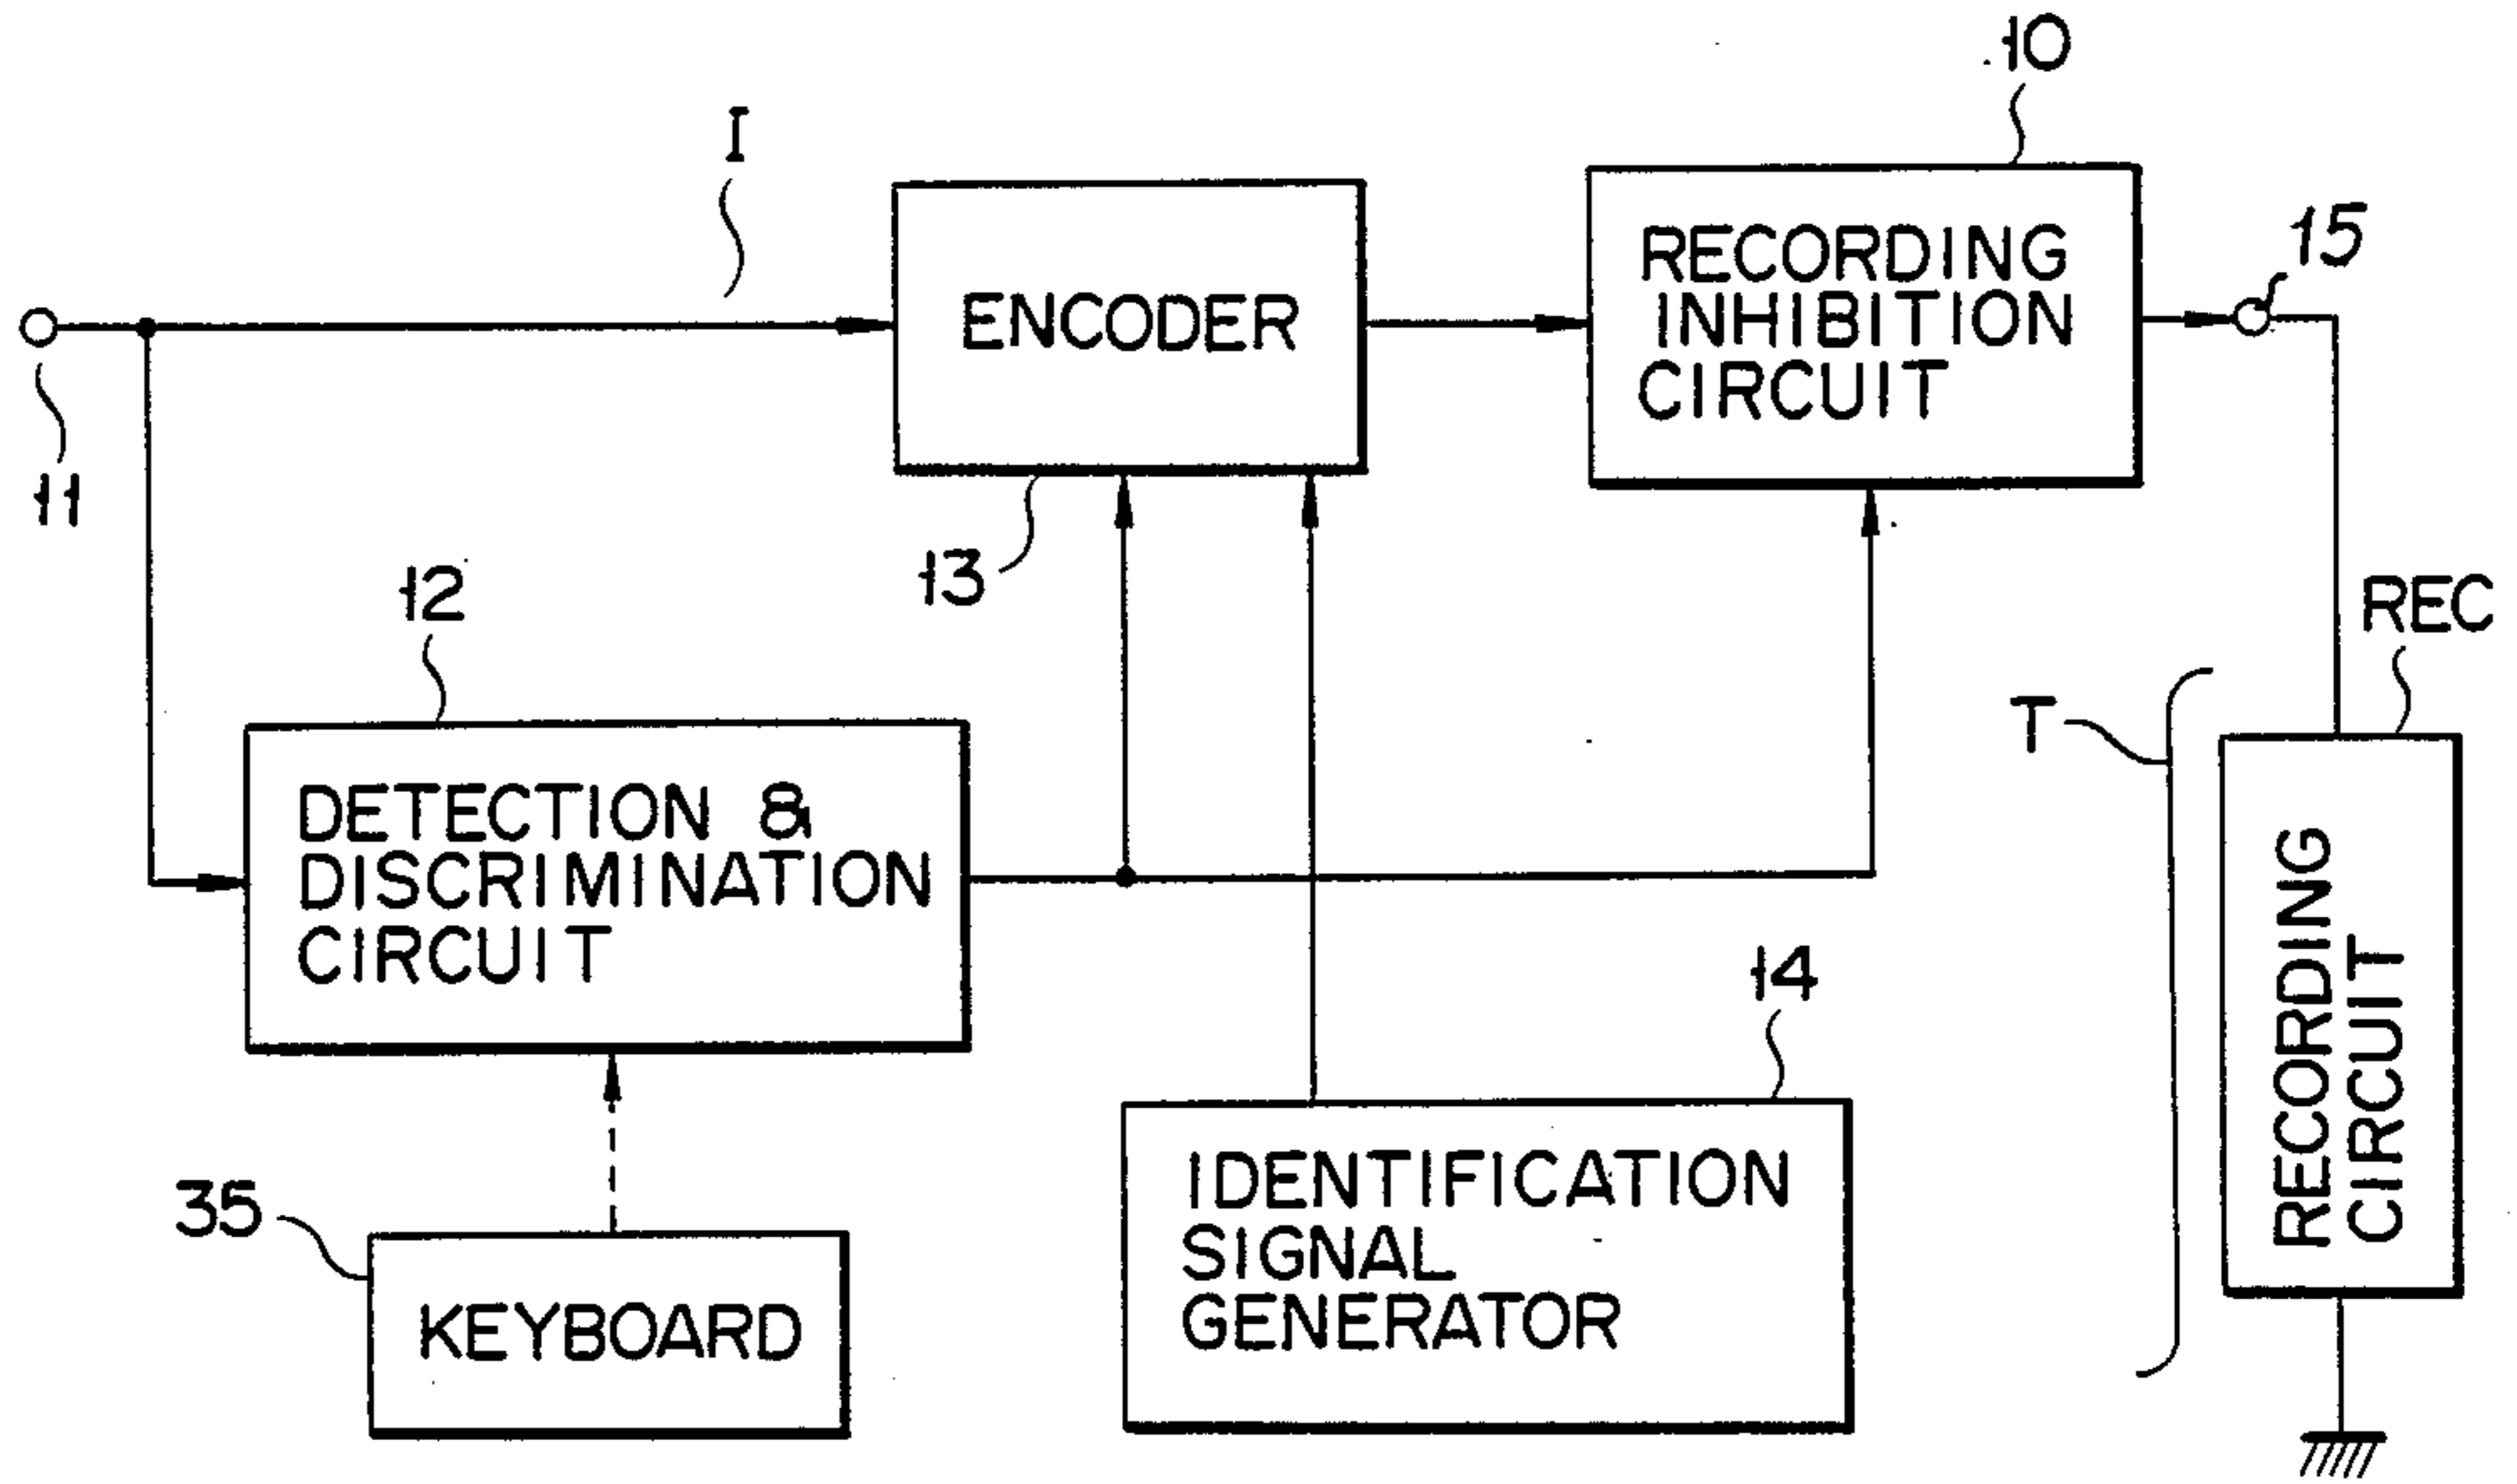 10
I
15
ENCODER
RECORDING
INHIBITION
CIRCUIT
11
13
12
REC
T
DETECTION &
DISCRIMINATION
CIRCUIT
14
RECORDING
CIRCUIT
35
KEYBOARD
IDENTIFICATION
SIGNAL
GENERATOR